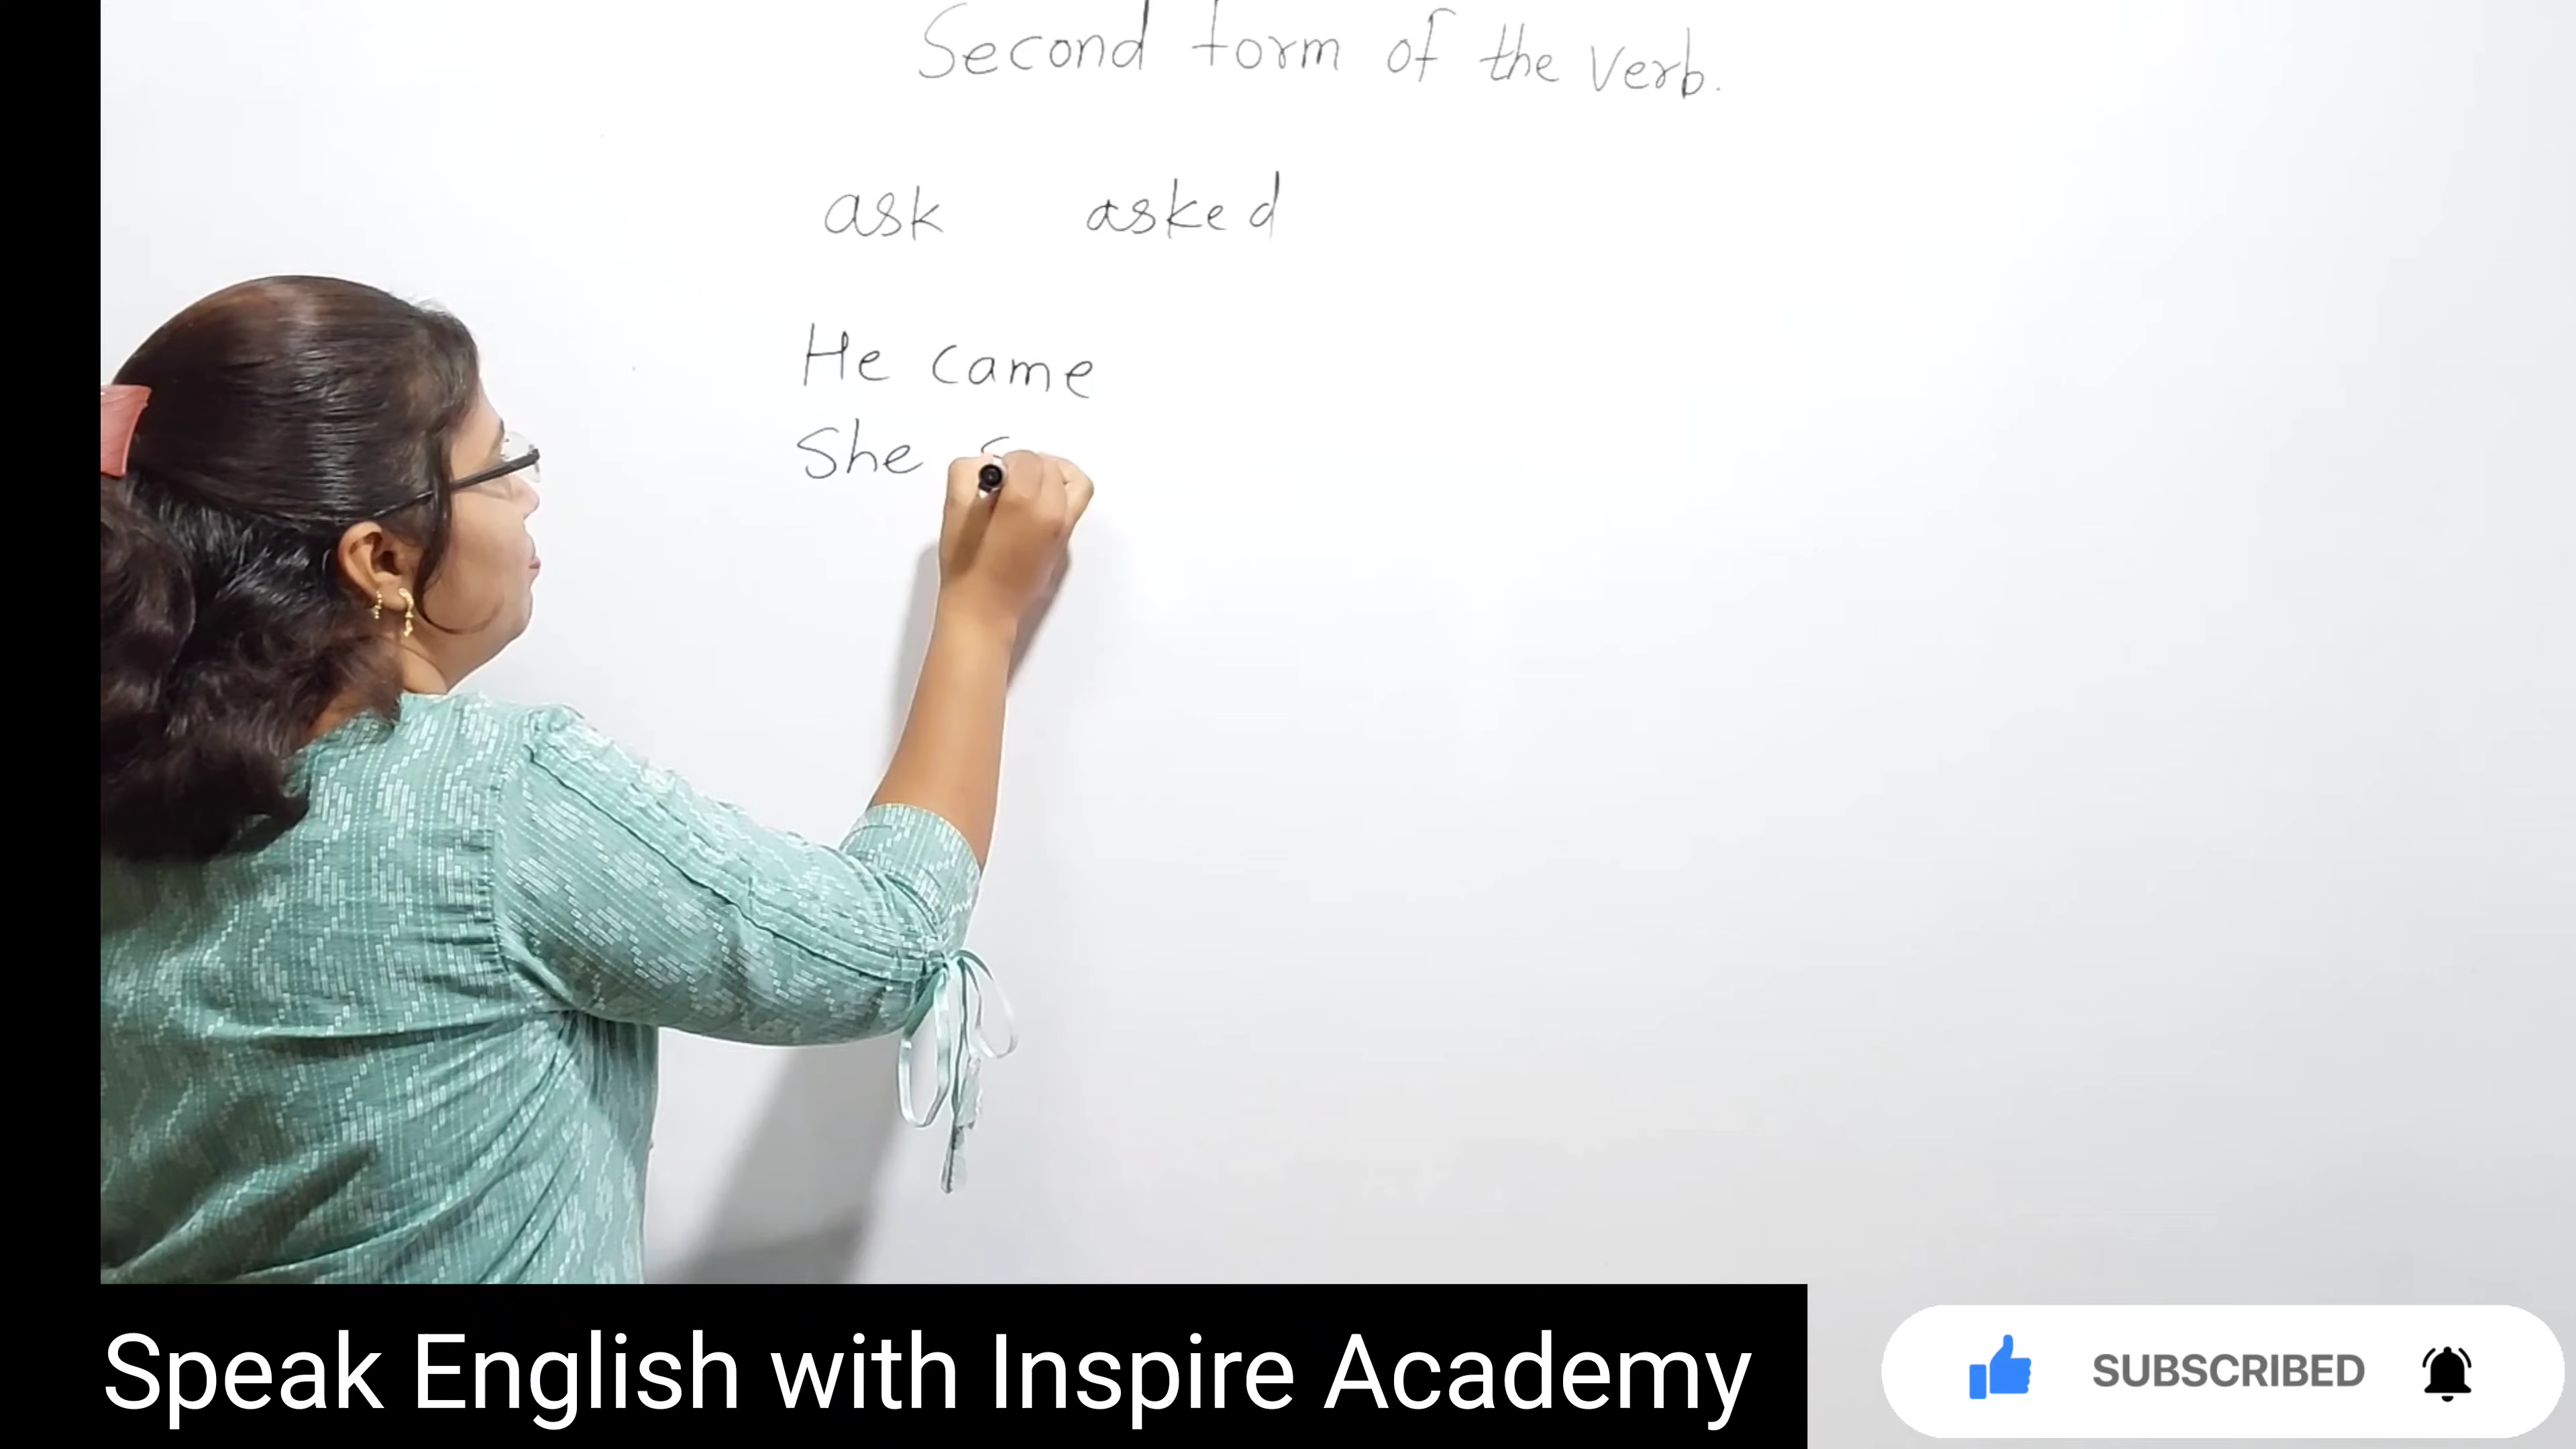 Second form of the verb.
ask asked
He came
She
Speak English with Inspire Academy
SUBSCRIBED